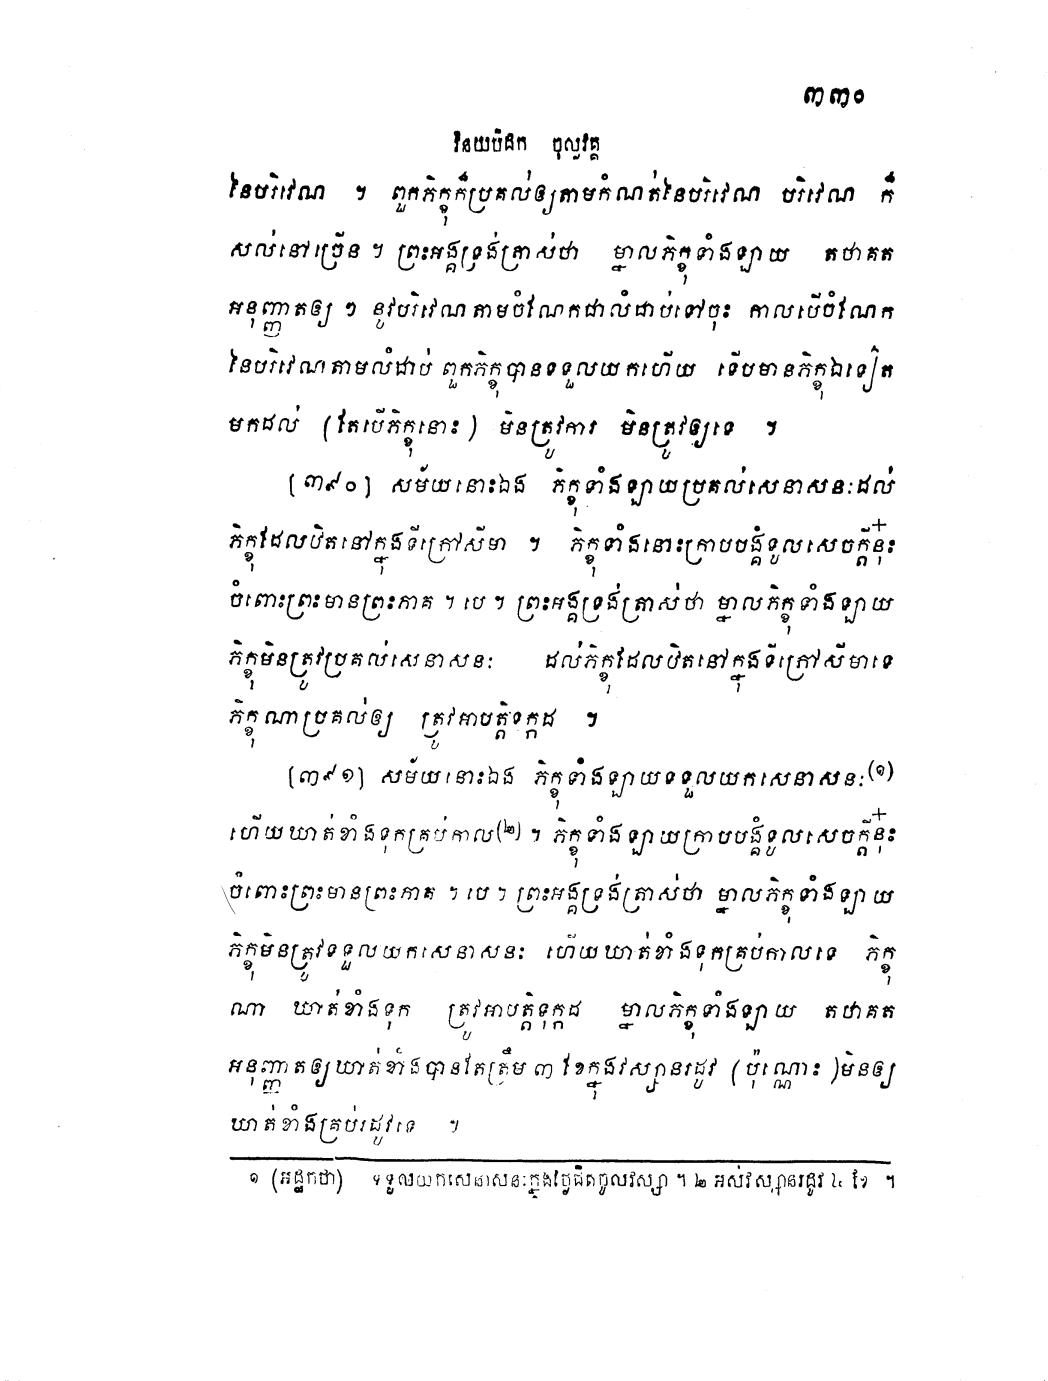 ៣៣០
វិនយបិដក ចុល្លវគ្គ
នៃបរិវេណ ។ ពួកភិក្ខុក៏ប្រគល់ឲ្យតាមកំណត់នៃបរិវេណ បរិវេណ ក៏
សល់នៅច្រើន ។ ព្រះអង្គទ្រង់ត្រាស់ថា ម្នាលភិក្ខុទាំងឡាយ តថាគត
អនុញ្ញាតឲ្យ ៗ នូវបរិវេណតាមចំណែកជាលំដាប់ទៅចុះ កាលបើចំណែក
នៃបរិវេណតាមលំដាប់ ពួកភិក្ខុបានទទួលយកហើយ ទើបមានភិក្ខុឯទៀត
មកដល់ (តែបើភិក្ខុនោះ) មិនត្រូវការ មិនត្រូវឲ្យទេ ។
[៣៩០] សម័យនោះឯង ភិក្ខុទាំងឡាយប្រគល់សេនាសនៈដល់
ភិក្ខុដែលឋិតនៅក្នុងទីក្រៅសីមា ។ ភិក្ខុទាំងនោះក្រាបបង្គំទូលសេចក្តីនុ៎ះ
ចំពោះព្រះមានព្រះភាគ ។ បេ ។ ព្រះអង្គទ្រង់ត្រាស់ថា ម្នាលភិក្ខុទាំងឡាយ
ភិក្ខុមិនត្រូវប្រគល់សេនាសនៈ ដល់ភិក្ខុដែលឋិតនៅក្នុងទីក្រៅសីមាទេ
ភិក្ខុណាប្រគល់ឲ្យ ត្រូវអាបត្តិទុក្កដ ។
[៣៩១] សម័យនោះឯង ភិក្ខុទាំងឡាយទទួលយកសេនាសនៈ(១)
ហើយឃាត់ខាំងទុកគ្រប់កាល(២) ។ ភិក្ខុទាំងឡាយក្រាបបង្គំទូលសេចក្តីនុ៎ះ
ចំពោះព្រះមានព្រះភាគ ។ បេ ។ ព្រះអង្គទ្រង់ត្រាស់ថា ម្នាលភិក្ខុទាំងឡាយ
ភិក្ខុមិនត្រូវទទួលយកសេនាសនៈ ហើយឃាត់ខាំងទុកគ្រប់កាលទេ ភិក្ខុ
ណា ឃាត់ខាំងទុក ត្រូវអាបត្តិទុក្កដ ម្នាលភិក្ខុទាំងឡាយ តថាគត
អនុញ្ញាតឲ្យឃាត់ខាំងបានតែត្រឹម ៣ ខែក្នុងវស្សានរដូវ (ប៉ុណ្ណោះ)មិនឲ្យ
ឃាត់ខាំងគ្រប់រដូវទេ ។
១ (អដ្ឋកថា) ទទួលយកសេនាសនៈក្នុងថ្ងៃជិតចូលវស្សា ។ ២ អស់វស្សានរដូវ ៤ ខែ ។